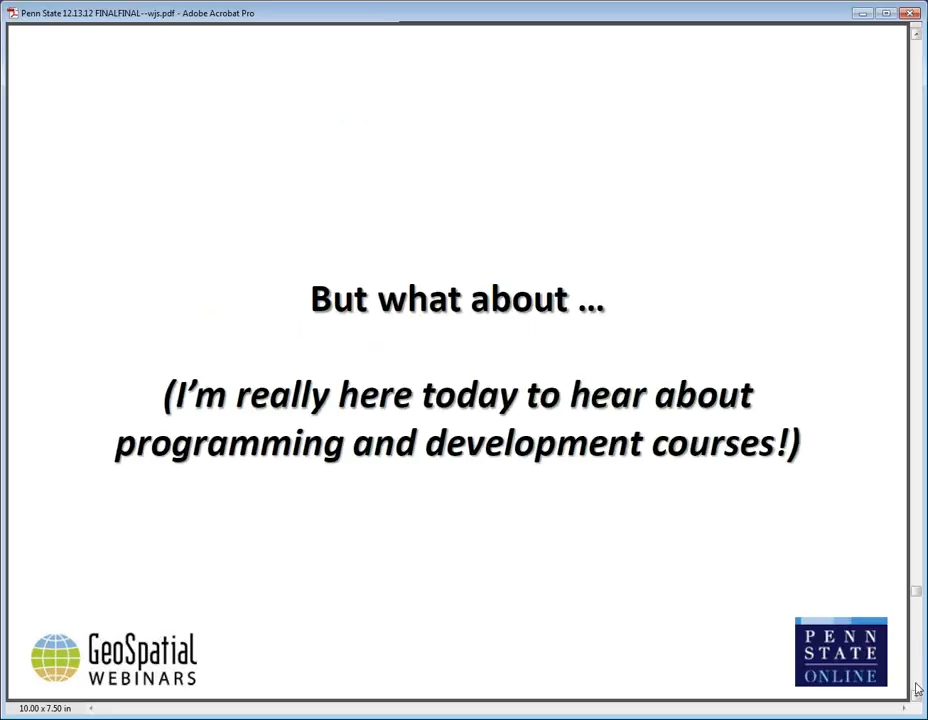 Penn State 12.13.12 FINALFINAL--wjs.pdf - Adobe Acrobat Pro
But what about ...
(I'm really here today to hear about
programming and development courses!)
GeoSpatial
WEBINARS
PENN
STATE
ONLINE
10.00 x 7.50 in